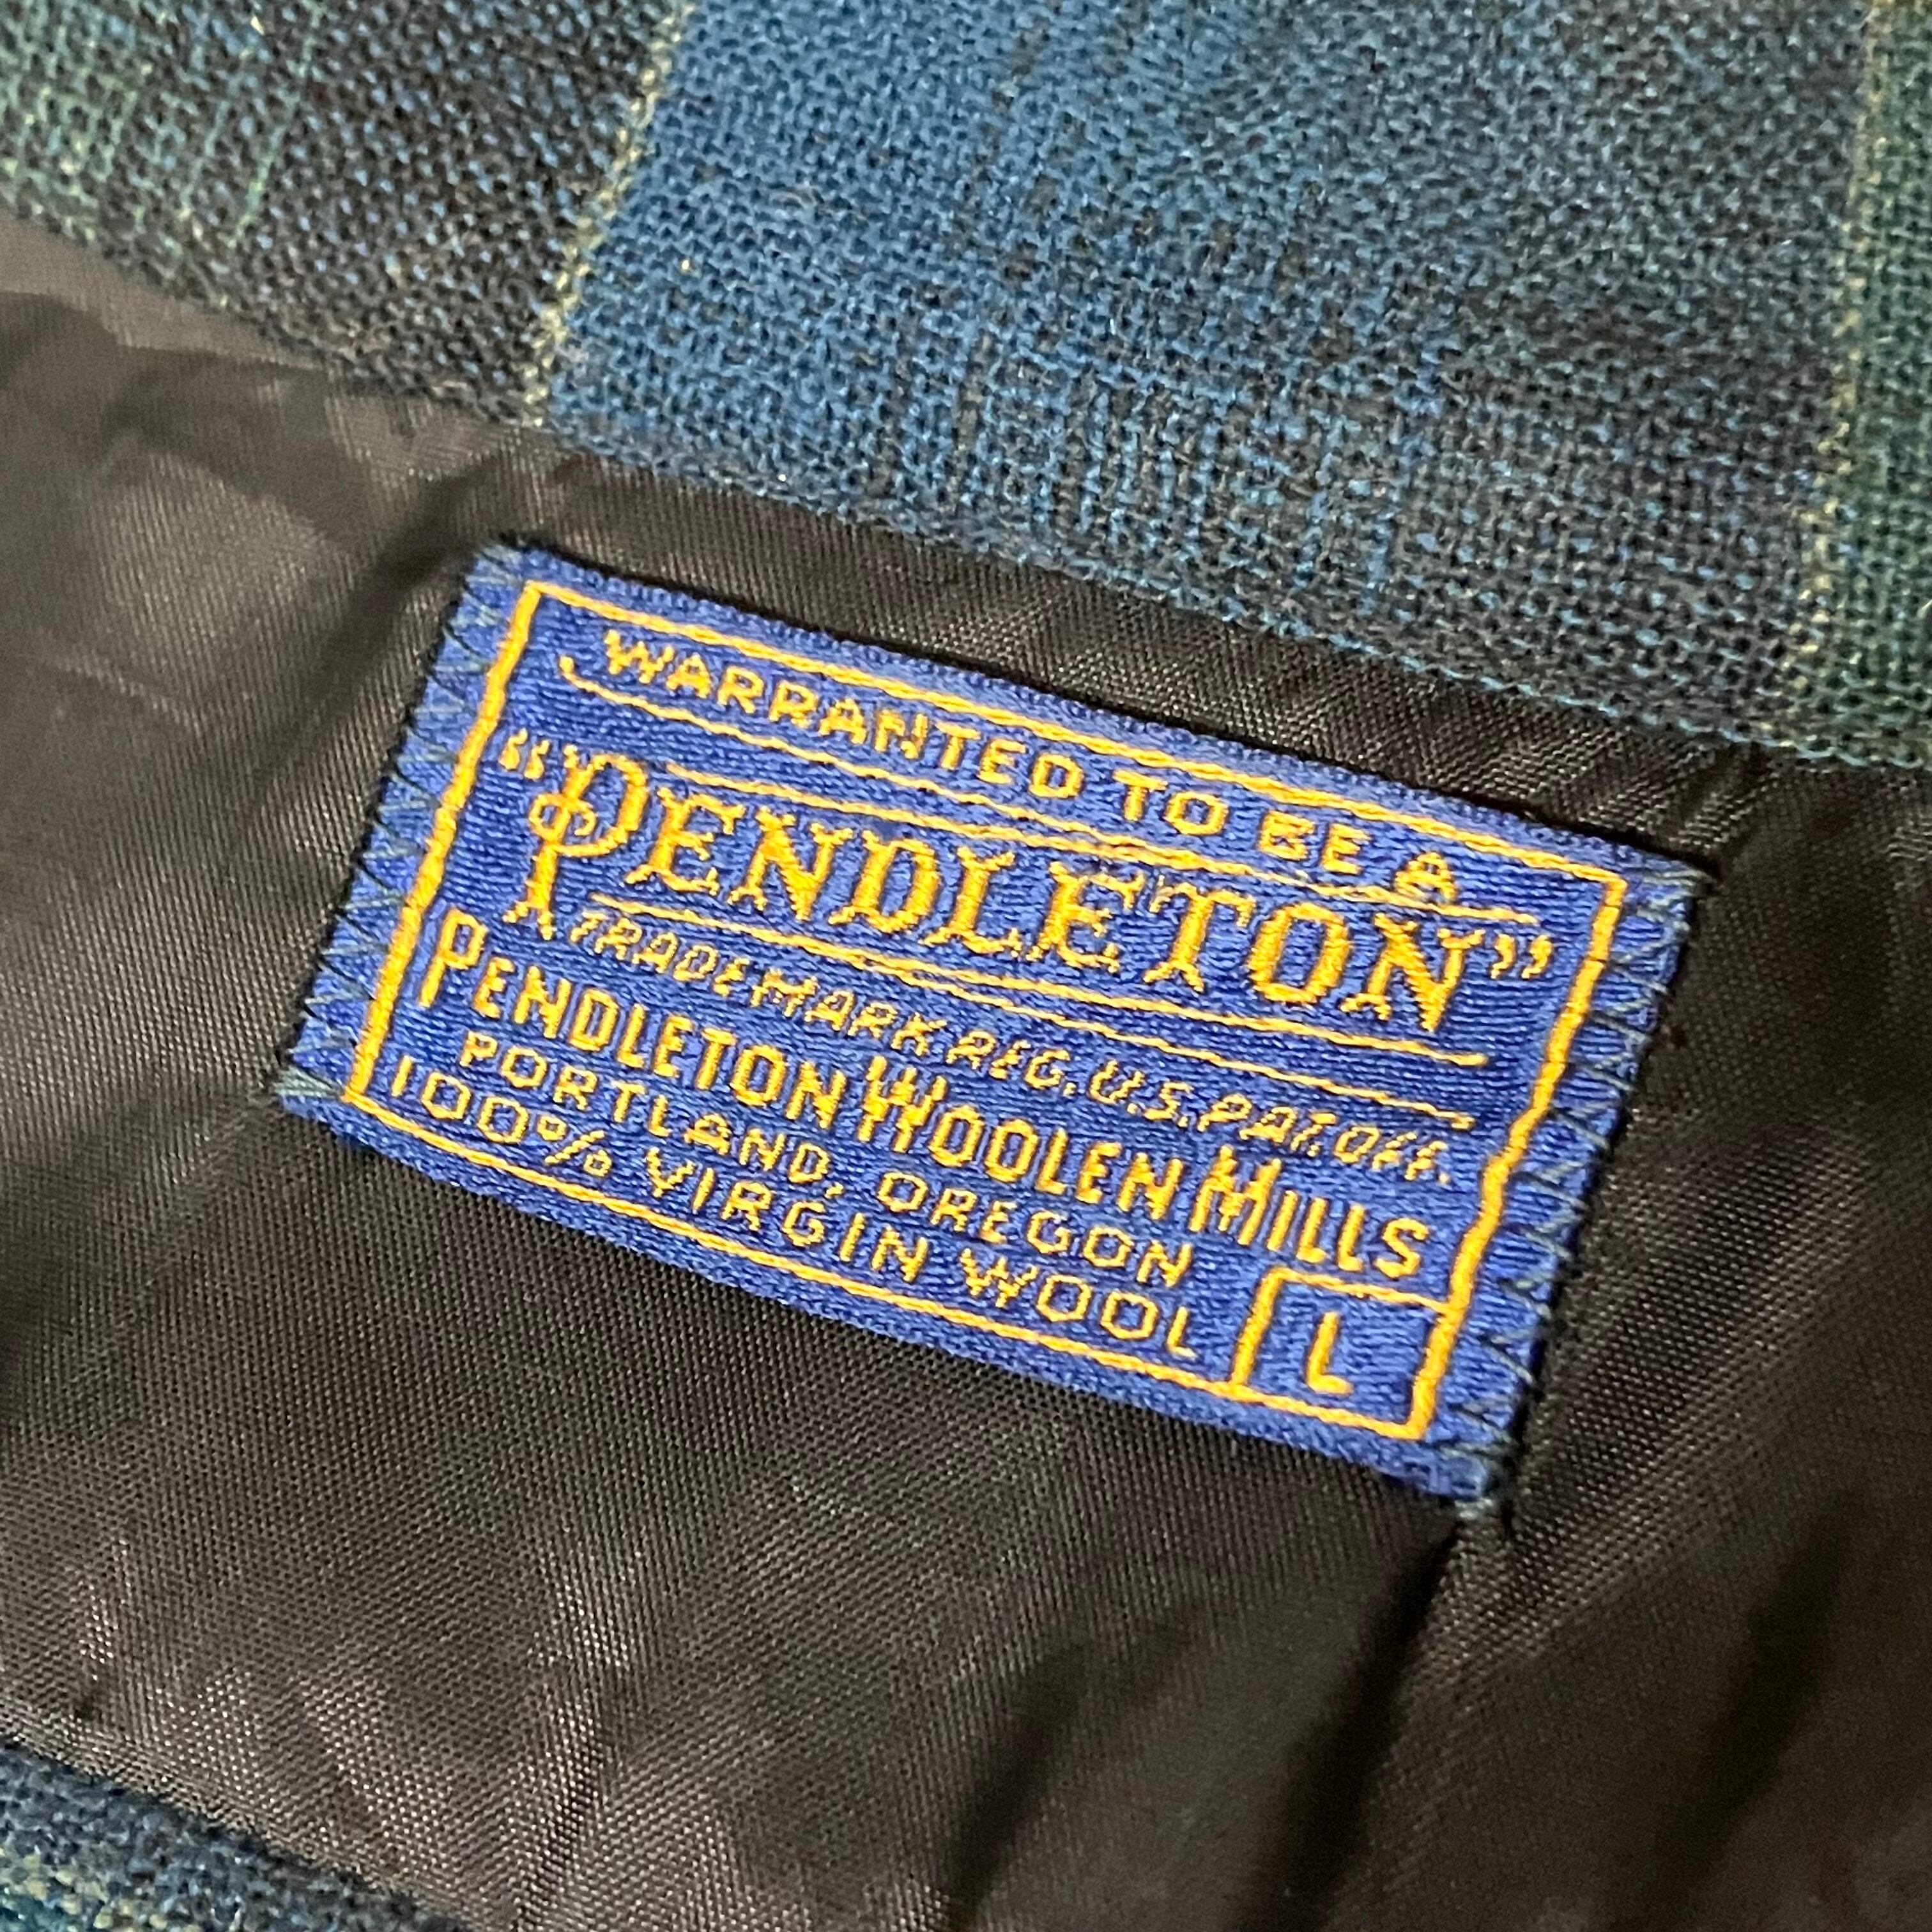 WARRANTED TO BE A
"PENDLETON"
TRADE MARK REG. U.S. PAT. OFF.
PENDLETON WOOLEN MILLS
PORTLAND, OREGON
100% VIRGIN WOOL
L